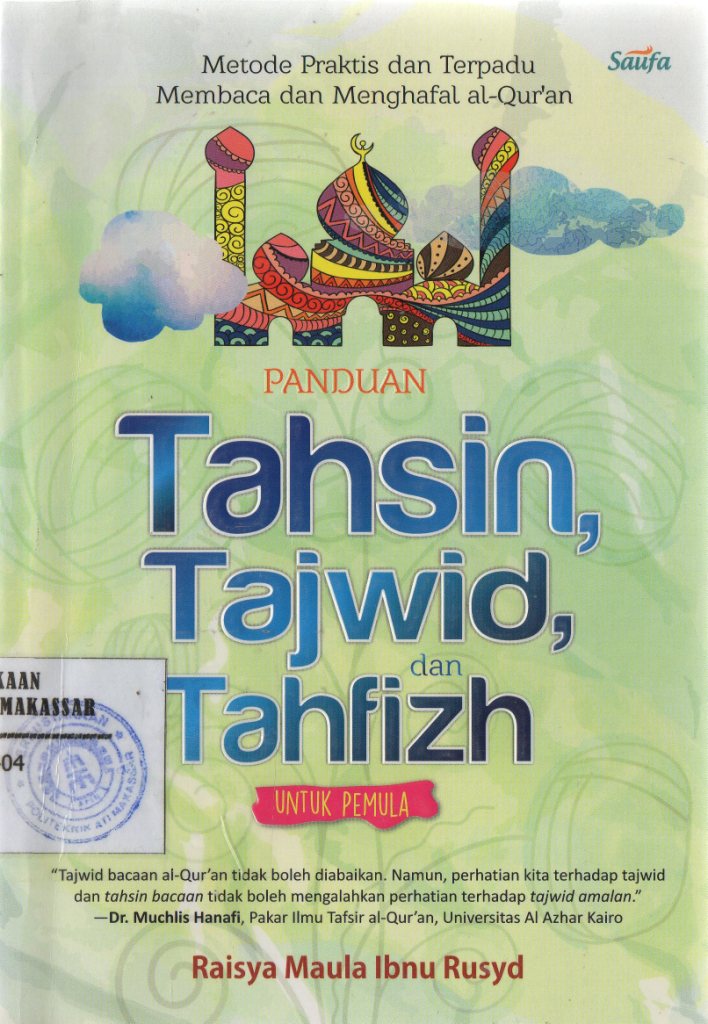 Metode Praktis dan Terpadu
Membaca dan Menghafal al-Qur'an
Saufa
PANDUAN
Tahsin,
Tajwid,
dan
Tahfizh
UNTUK PEMULA
KAAN
MAKASSAR
-04
POLITEKNIK ATI MAKASSAR
“Tajwid bacaan al-Qur’an tidak boleh diabaikan. Namun, perhatian kita terhadap tajwid
dan tahsin bacaan tidak boleh mengalahkan perhatian terhadap tajwid amalan.”
—Dr. Muchlis Hanafi, Pakar Ilmu Tafsir al-Qur’an, Universitas Al Azhar Kairo
Raisya Maula Ibnu Rusyd